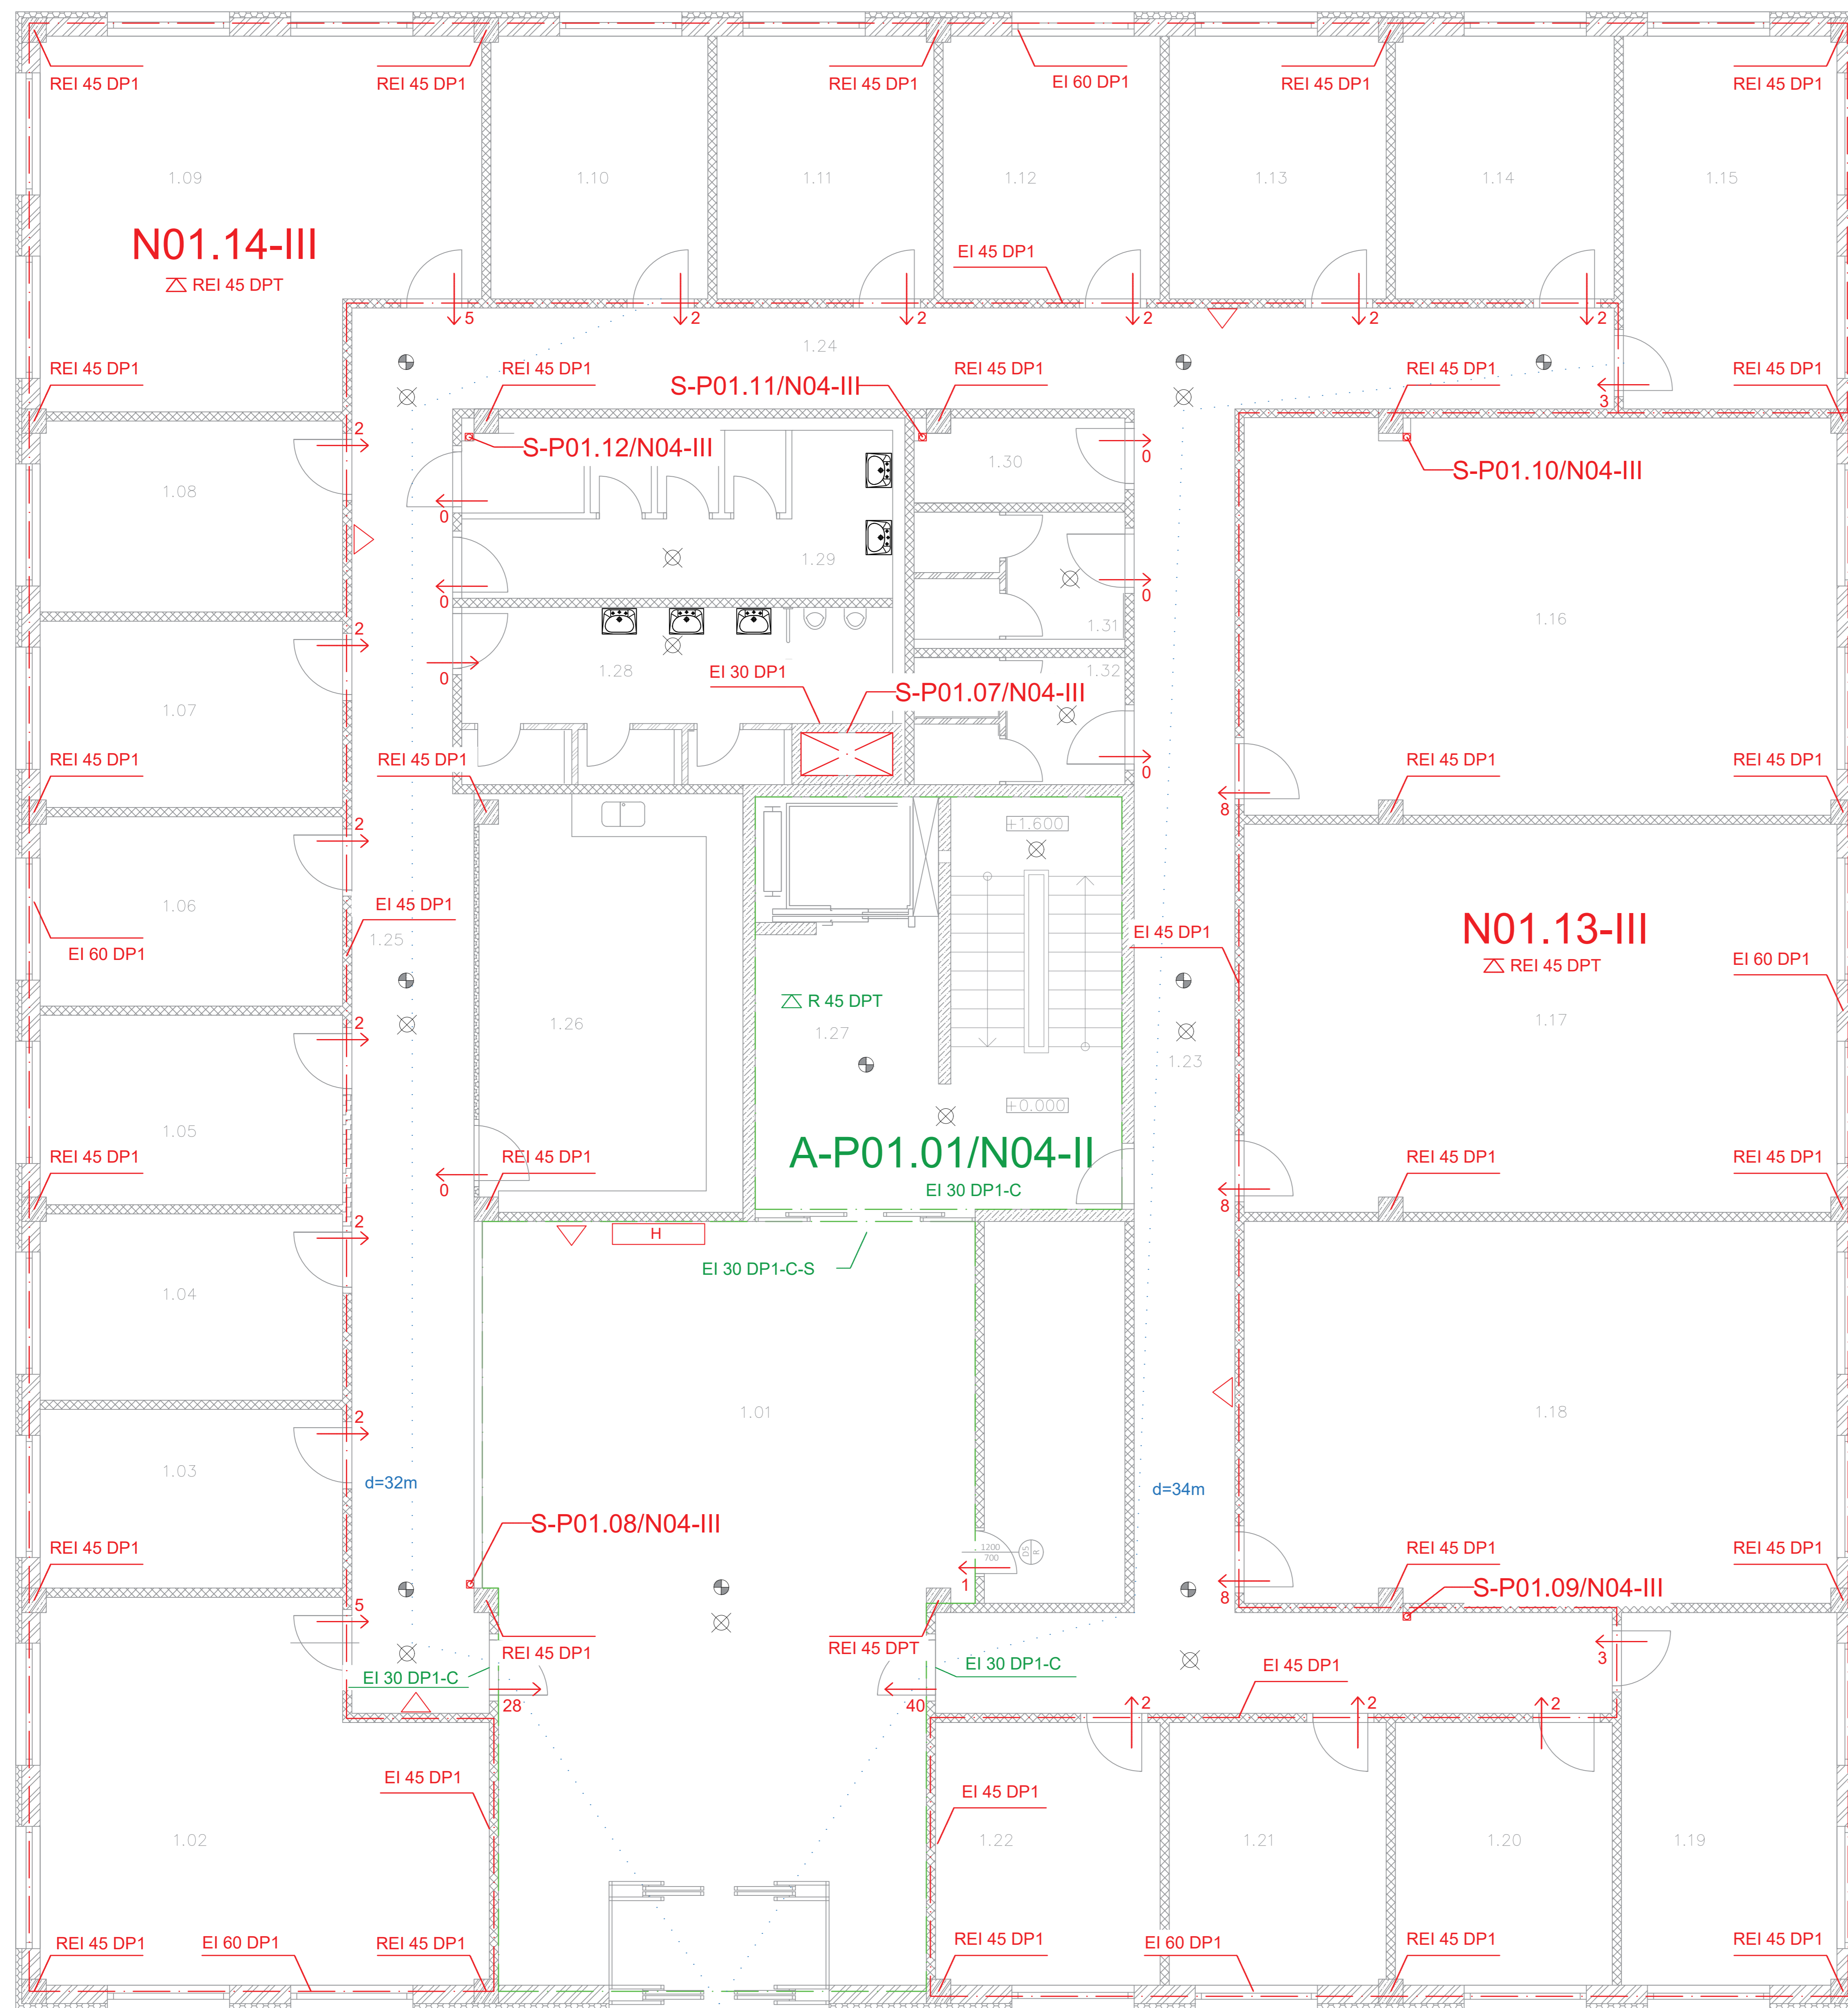 REI 45 DP1
REI 45 DP1
REI 45 DP1
EI 60 DP1
REI 45 DP1
REI 45 DP1
1.09
1.10
1.11
1.12
1.13
1.14
1.15
N01.14-III
REI 45 DPT
EI 45 DP1
5
2
2
2
2
2
1.24
REI 45 DP1
REI 45 DP1
S-P01.11/N04-III
REI 45 DP1
REI 45 DP1
REI 45 DP1
3
2
S-P01.12/N04-III
1.30
0
S-P01.10/N04-III
1.08
0
1.29
0
0
1.16
2
1.31
0
1.28
EI 30 DP1
1.32
S-P01.07/N04-III
1.07
REI 45 DP1
REI 45 DP1
0
REI 45 DP1
REI 45 DP1
8
2
+1.600
1.06
EI 45 DP1
1.25
EI 60 DP1
EI 45 DP1
N01.13-III
REI 45 DPT
EI 60 DP1
R 45 DPT
2
1.26
1.27
1.23
1.17
+0.000
1.05
REI 45 DP1
REI 45 DP1
A-P01.01/N04-II
REI 45 DP1
REI 45 DP1
0
EI 30 DP1-C
8
2
H
EI 30 DP1-C-S
1.04
2
1.01
1.18
1.03
d=32m
d=34m
S-P01.08/N04-III
REI 45 DP1
1200
700
D5
R
REI 45 DP1
REI 45 DP1
1
8
S-P01.09/N04-III
5
REI 45 DP1
REI 45 DPT
3
EI 30 DP1-C
EI 30 DP1-C
EI 45 DP1
28
40
2
2
2
EI 45 DP1
EI 45 DP1
1.02
1.22
1.21
1.20
1.19
REI 45 DP1
EI 60 DP1
REI 45 DP1
REI 45 DP1
EI 60 DP1
REI 45 DP1
REI 45 DP1